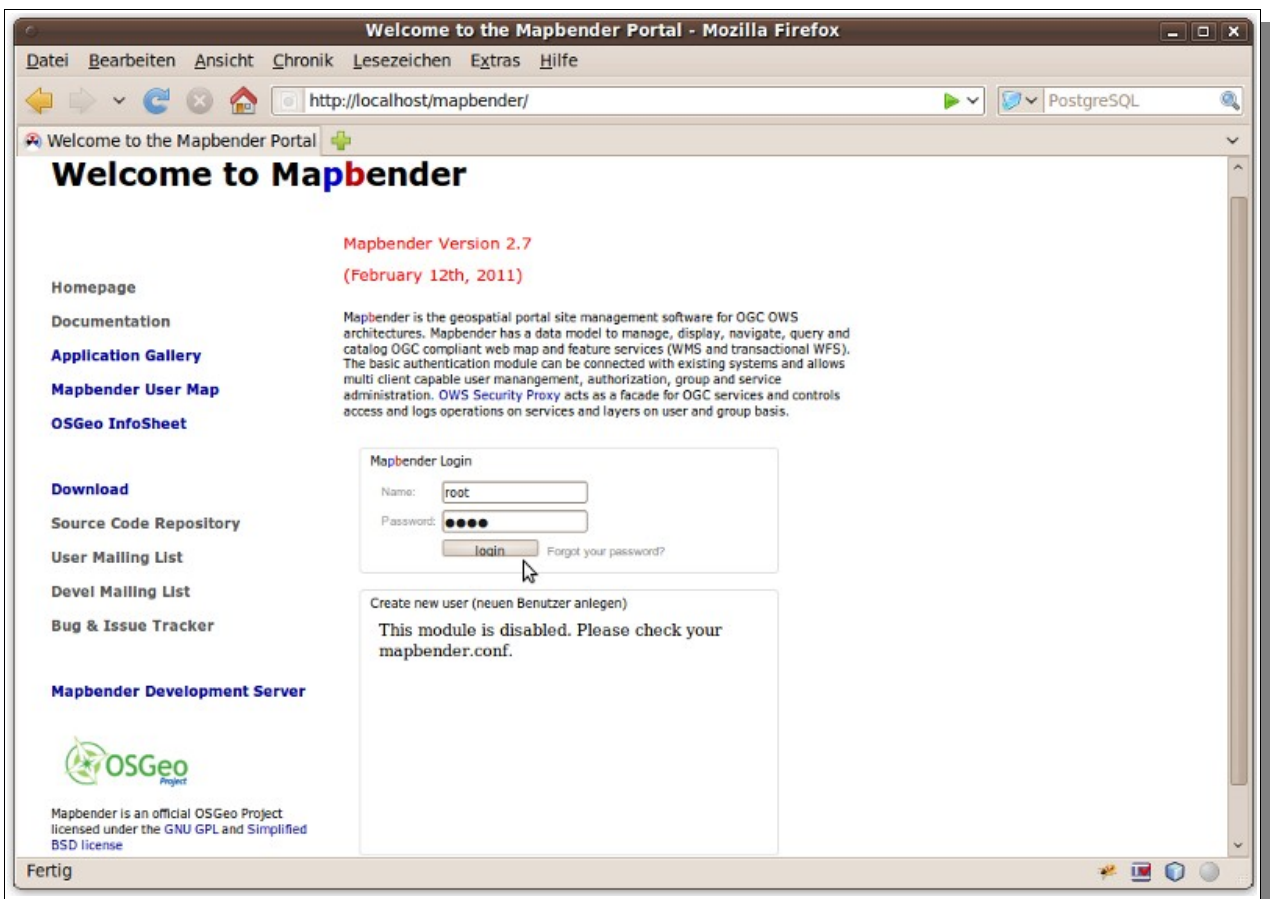 Welcome to the Mapbender Portal - Mozilla Firefox
Datei Bearbeiten Ansicht Chronik Lesezeichen Extras Hilfe
http://localhost/mapbender/
PostgreSQL
Welcome to the Mapbender Portal
Welcome to Mapbender
Homepage
Documentation
Application Gallery
Mapbender User Map
OSGeo InfoSheet
Download
Source Code Repository
User Mailing List
Devel Mailing List
Bug & Issue Tracker
Mapbender Development Server
OSGeo
Project
Mapbender is an official OSGeo Project
licensed under the GNU GPL and Simplified
BSD license
Mapbender Version 2.7
(February 12th, 2011)
Mapbender is the geospatial portal site management software for OGC OWS
architectures. Mapbender has a data model to manage, display, navigate, query and
catalog OGC compliant web map and feature services (WMS and transactional WFS).
The basic authentication module can be connected with existing systems and allows
multi client capable user manangement, authorization, group and service
administration. OWS Security Proxy acts as a facade for OGC services and controls
access and logs operations on services and layers on user and group basis.
Mapbender Login
Name: root
Password: ●●●●
login Forgot your password?
Create new user (neuen Benutzer anlegen)
This module is disabled. Please check your
mapbender.conf.
Fertig